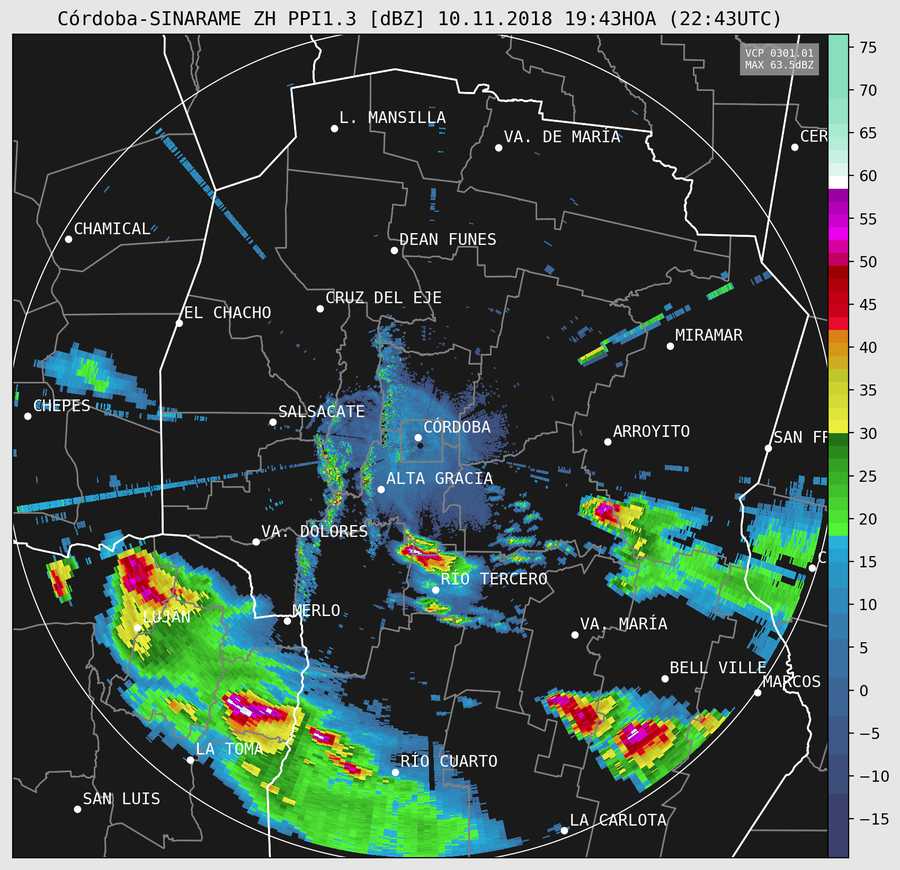 Córdoba-SINARAME ZH PPI1.3 [dBZ] 10.11.2018 19:43HOA (22:43UTC)
VCP 0301.01
MAX 63.5dBZ
75
70
65
60
55
50
45
40
35
30
25
20
15
10
5
0
−5
−10
−15
L. MANSILLA
VA. DE MARÍA
CER
CHAMICAL
DEAN FUNES
CRUZ DEL EJE
EL CHACHO
MIRAMAR
CHEPES
SALSACATE
CÓRDOBA
ARROYITO
SAN FR
ALTA GRACIA
VA. DOLORES
C
RÍO TERCERO
MERLO
LUJÁN
VA. MARÍA
BELL VILLE
MARCOS
LA TOMA
RÍO CUARTO
SAN LUIS
LA CARLOTA